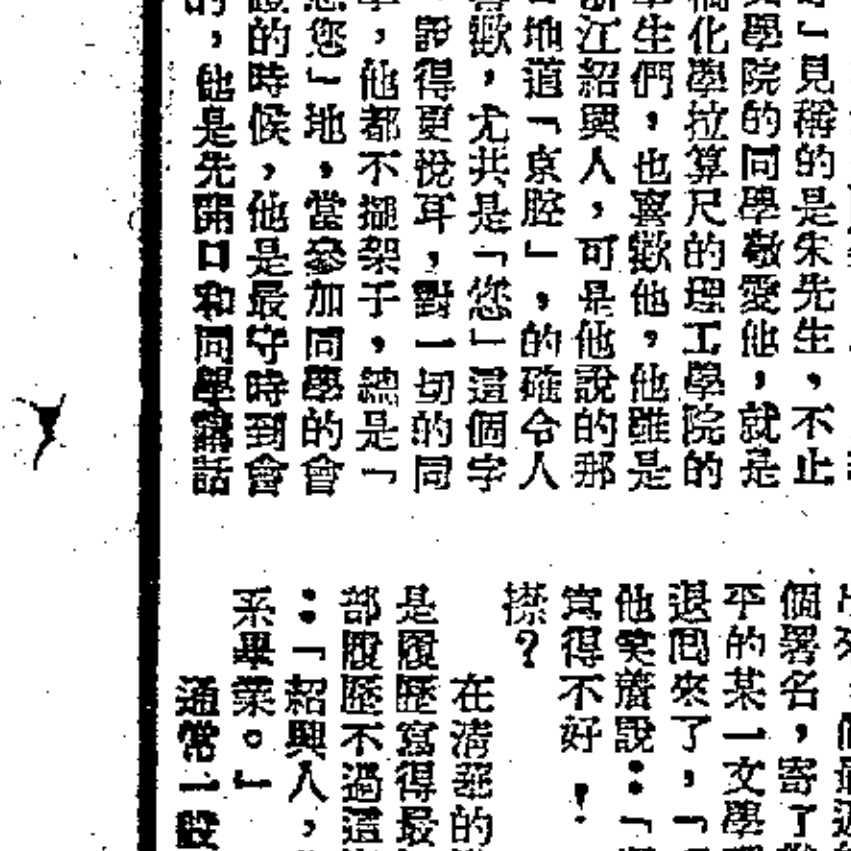 」見稱的是朱先生，不止
學院的同學敬愛他，就是
化學拉算尺的理工學院的
學生們，也喜歡他，他雖是
浙江紹興人，可是他說的那
地道「京腔」，的確令人
喜歡，尤共是「您」這個字
說得更悅耳，對一切的同
學，他都不擺架子，總是「
您您」地，當參加同學的會
的時候，他是最守時到會
的，他是先開口和同學講話
個署名，寄了
平的某一文學
退回來了，「
他笑着說：「
寫得不好！
襟？
在清華的
是履歷寫得最
部履歷不過這
：「紹興人，
系畢業。」
通常一般